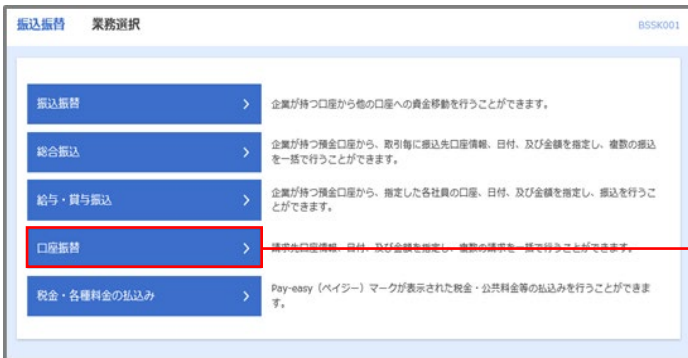 振込振替 業務選択 BSSK001
振込振替 企業が持つ口座から他の口座への資金移動を行うことができます。
総合振込 企業が持つ預金口座から、取引毎に振込先口座情報、日付、及び金額を指定し、複数の振込
を一括で行うことができます。
給与・賞与振込 企業が持つ預金口座から、指定した各社員の口座、日付、及び金額を指定し、振込を行うこ
とができます。
口座振替 請求先口座情報、日付、及び金額を指定し、複数の請求を一括で行うことができます。
税金・各種料金の払込み Pay-easy（ペイジー）マークが表示された税金・公共料金等の払込みを行うことができま
す。